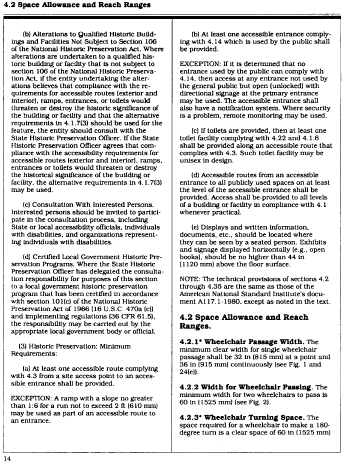 4.2 Space Allowance and Reach Ranges
(b) Alterations to Qualified Historic Build-
ings and Facilities Not Subject to Section 106
of the National Historic Preservation Act. Where
alterations are undertaken to a qualified his-
toric building or facility that is not subject to
section 106 of the National Historic Preserva-
tion Act, if the entity undertaking the alter-
ations believes that compliance with the re-
quirements for accessible routes (exterior and
interior), ramps, entrances, or toilets would
threaten or destroy the historic significance of
the building or facility and that the alternative
requirements in 4.1.7(3) should be used for the
feature, the entity should consult with the
State Historic Preservation Officer. If the State
Historic Preservation Officer agrees that com-
pliance with the accessibility requirements for
accessible routes (exterior and interior), ramps,
entrances or toilets would threaten or destroy
the historical significance of the building or
facility, the alternative requirements in 4.1.7(3)
may be used.
(c) Consultation With Interested Persons.
Interested persons should be invited to partici-
pate in the consultation process, including
State or local accessibility officials, individuals
with disabilities, and organizations represent-
ing individuals with disabilities.
(d) Certified Local Government Historic Pre-
servation Programs. Where the State Historic
Preservation Officer has delegated the consulta-
tion responsibility for purposes of this section
to a local government historic preservation
program that has been certified in accordance
with section 101(c) of the National Historic
Preservation Act of 1966 (16 U.S.C. 470a (c))
and implementing regulations (36 CFR 61.5),
the responsibility may be carried out by the
appropriate local government body or official.
(3) Historic Preservation: Minimum
Requirements:
(a) At least one accessible route complying
with 4.3 from a site access point to an acces-
sible entrance shall be provided.
EXCEPTION: A ramp with a slope no greater
than 1:6 for a run not to exceed 2 ft (610 mm)
may be used as part of an accessible route to
an entrance.
(b) At least one accessible entrance comply-
ing with 4.14 which is used by the public shall
be provided.
EXCEPTION: If it is determined that no
entrance used by the public can comply with
4.14, then access at any entrance not used by
the general public but open (unlocked) with
directional signage at the primary entrance
may be used. The accessible entrance shall
also have a notification system. Where security
is a problem, remote monitoring may be used.
(c) If toilets are provided, then at least one
toilet facility complying with 4.22 and 4.1.6
shall be provided along an accessible route that
complies with 4.3. Such toilet facility may be
unisex in design.
(d) Accessible routes from an accessible
entrance to all publicly used spaces on at least
the level of the accessible entrance shall be
provided. Access shall be provided to all levels
of a building or facility in compliance with 4.1
whenever practical.
(e) Displays and written information,
documents, etc., should be located where
they can be seen by a seated person. Exhibits
and signage displayed horizontally (e.g., open
books), should be no higher than 44 in
(1120 mm) above the floor surface.
NOTE: The technical provisions of sections 4.2
through 4.35 are the same as those of the
American National Standard Institute's docu-
ment A117.1-1980, except as noted in the text.
4.2 Space Allowance and Reach
Ranges.
4.2.1* Wheelchair Passage Width. The
minimum clear width for single wheelchair
passage shall be 32 in (815 mm) at a point and
36 in (915 mm) continuously (see Fig. 1 and
24(e)).
4.2.2 Width for Wheelchair Passing. The
minimum width for two wheelchairs to pass is
60 in (1525 mm) (see Fig. 2).
4.2.3* Wheelchair Turning Space. The
space required for a wheelchair to make a 180-
degree turn is a clear space of 60 in (1525 mm)
14